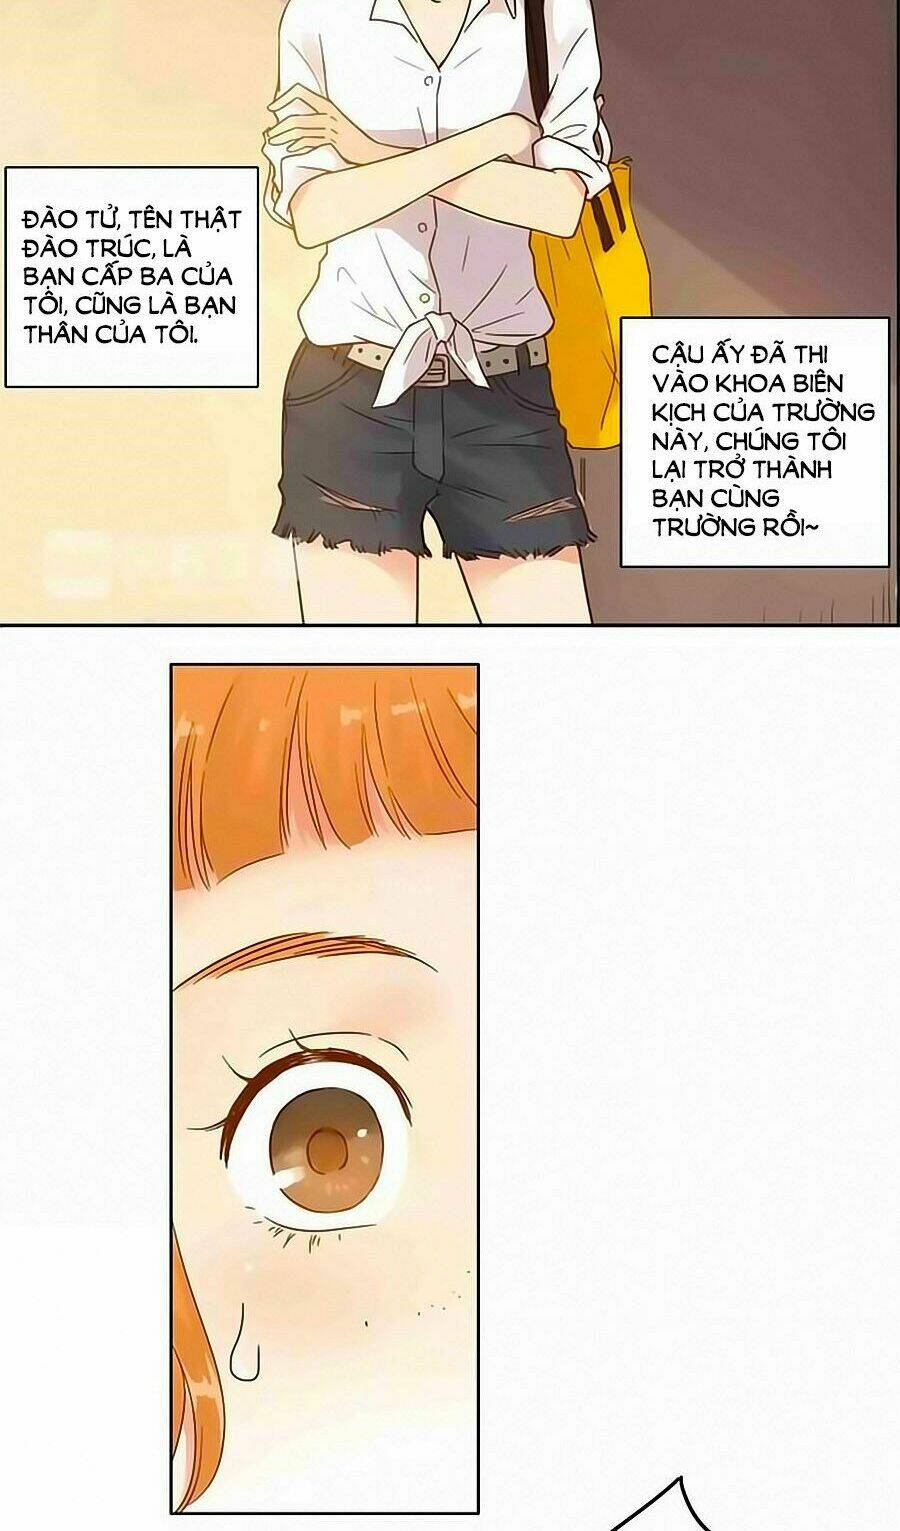 ĐÀO TỬ, TÊN THẬT
ĐÀO TRÚC, LÀ
BẠN CẤP BA CỦA
TÔI, CŨNG LÀ BẠN
THÂN CỦA TÔI.
CẬU ẤY ĐÃ THI
VÀO KHOA BIÊN
KỊCH CỦA TRƯỜNG
NÀY, CHÚNG TÔI
LẠI TRỞ THÀNH
BẠN CÙNG
TRƯỜNG RỒI~